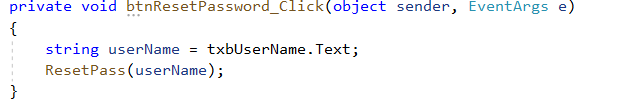 private void btnResetPassword_Click(object sender, EventArgs e)
{
string userName = txbUserName.Text;
ResetPass(userName);
}